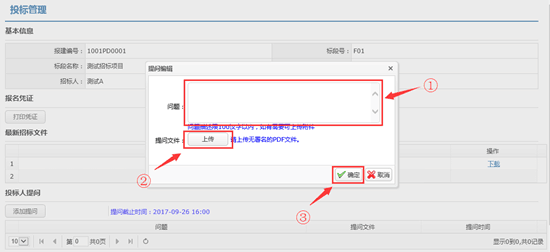 投标管理
基本信息
报建编号： 1001PD0001 标段号： F01
标段名称： 测试招标项目
招标人： 测试A
提问编辑
问题：
①
问题描述限100汉字以内，如有需要可上传附件
提问文件： 上传 请上传无署名的PDF文件。
②
确定 取消
③
报名凭证
打印凭证
最新招标文件
操作
1 下载
2
投标人提问
添加提问 提问截止时间：2017-09-26 16:00
问题 提问文件 提问时间
10 第 0 共0页 显示0到0,共0记录